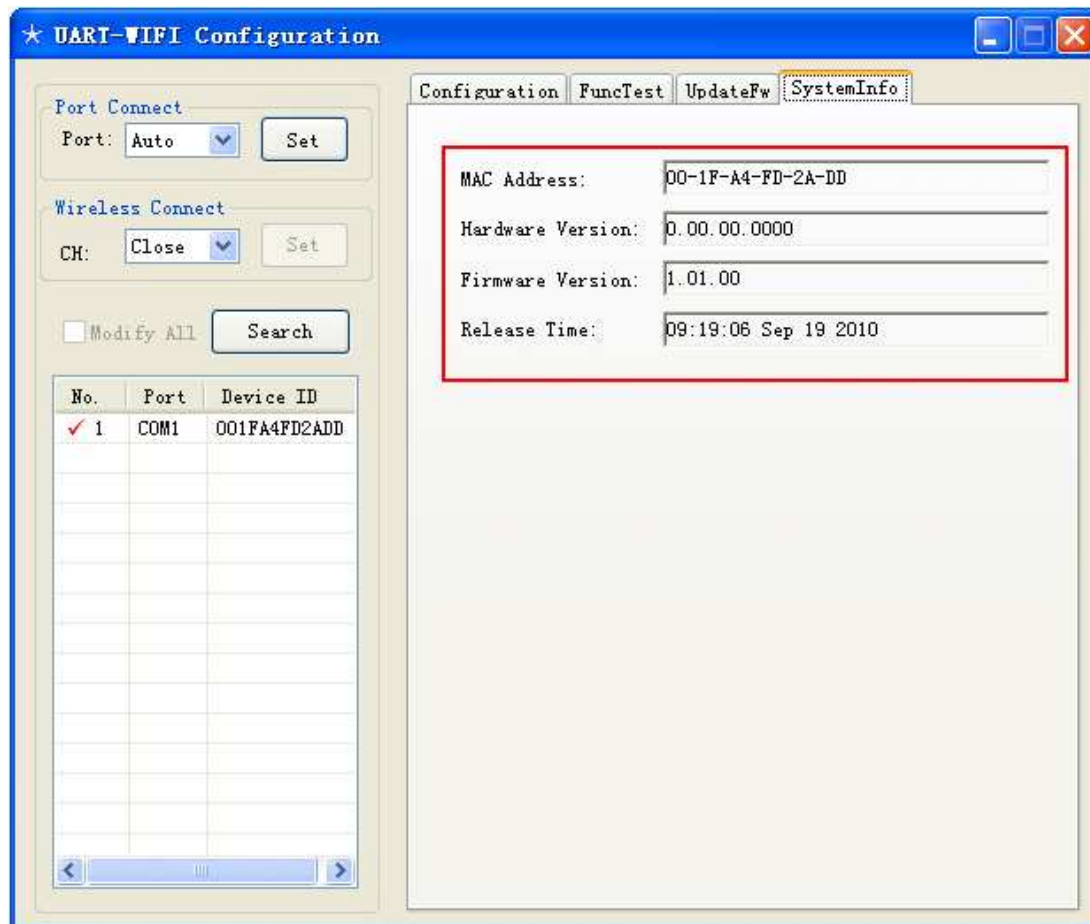 UART-WIFI Configuration
Port Connect
Port: Auto Set
Wireless Connect
CH: Close Set
Modify All Search
No. Port Device ID
1 COM1 001FA4FD2ADD
Configuration FuncTest UpdateFw SystemInfo
MAC Address: 00-1F-A4-FD-2A-DD
Hardware Version: 0.00.00.0000
Firmware Version: 1.01.00
Release Time: 09:19:06 Sep 19 2010